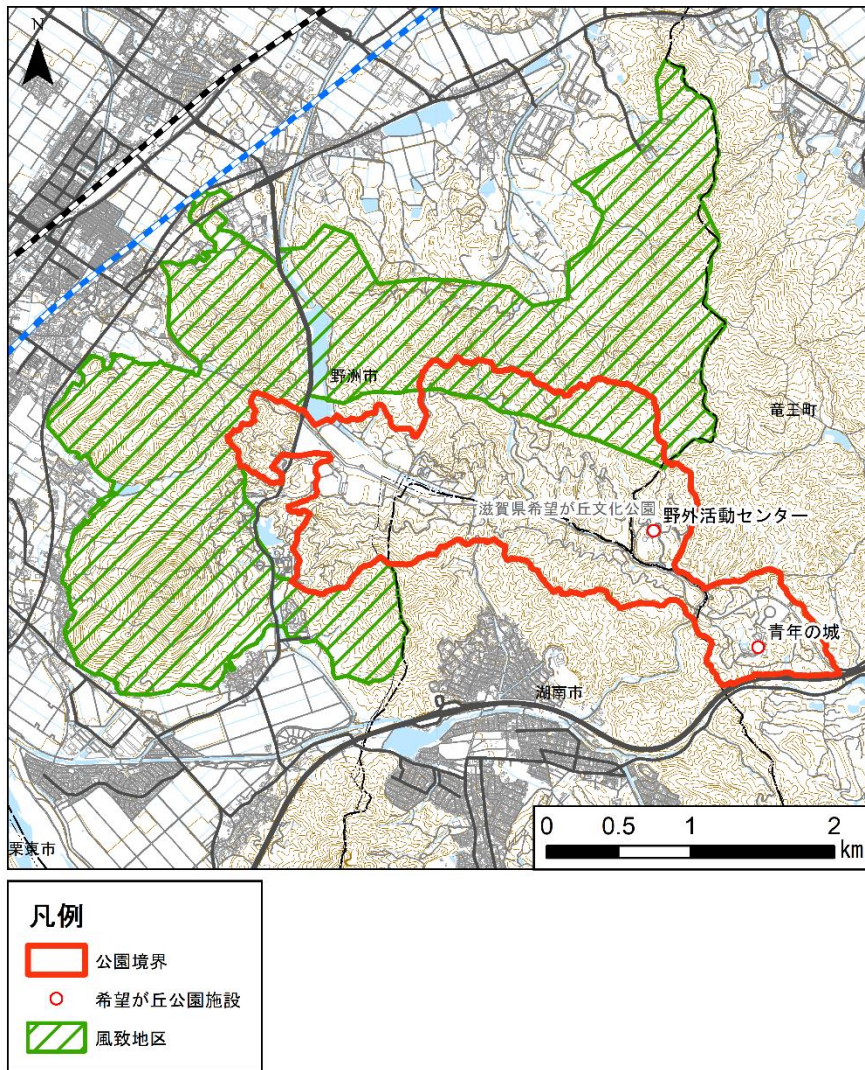 N
野洲市
竜王町
滋賀県希望が丘文化公園
野外活動センター
青年の城
湖南市
栗東市
0 0.5 1 2
km
凡例
公園境界
希望が丘公園施設
風致地区